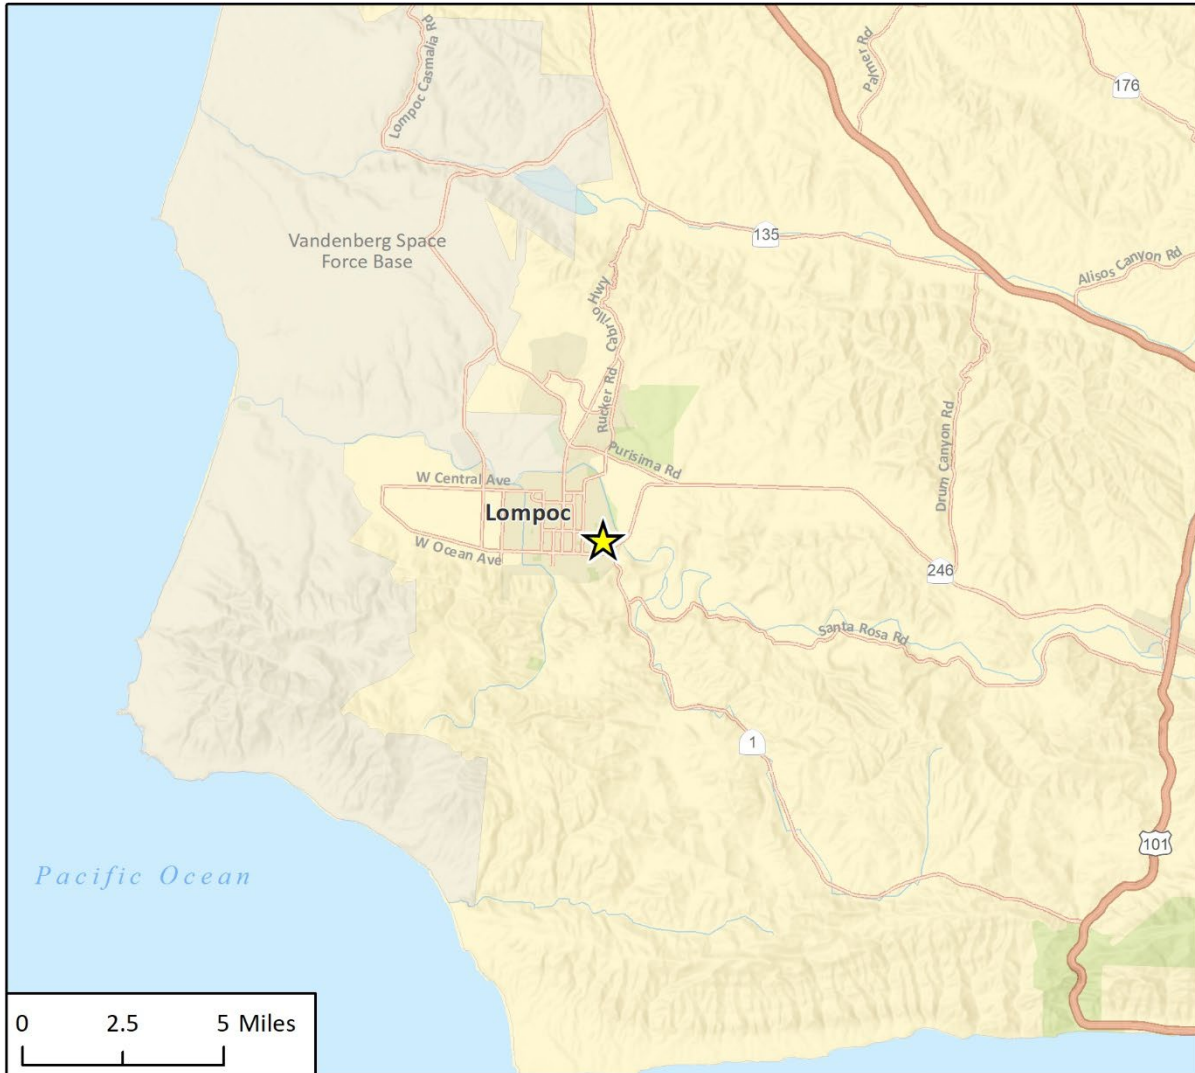 Lompoc Casmalia Rd
Palmer Rd
176
135
Vandenberg Space
Force Base
Alisos Canyon Rd
Cabrillo Hwy
Rucker Rd
Drum Canyon Rd
Purisima Rd
W Central Ave
Lompoc
W Ocean Ave
246
Santa Rosa Rd
1
101
Pacific Ocean
0 2.5 5 Miles